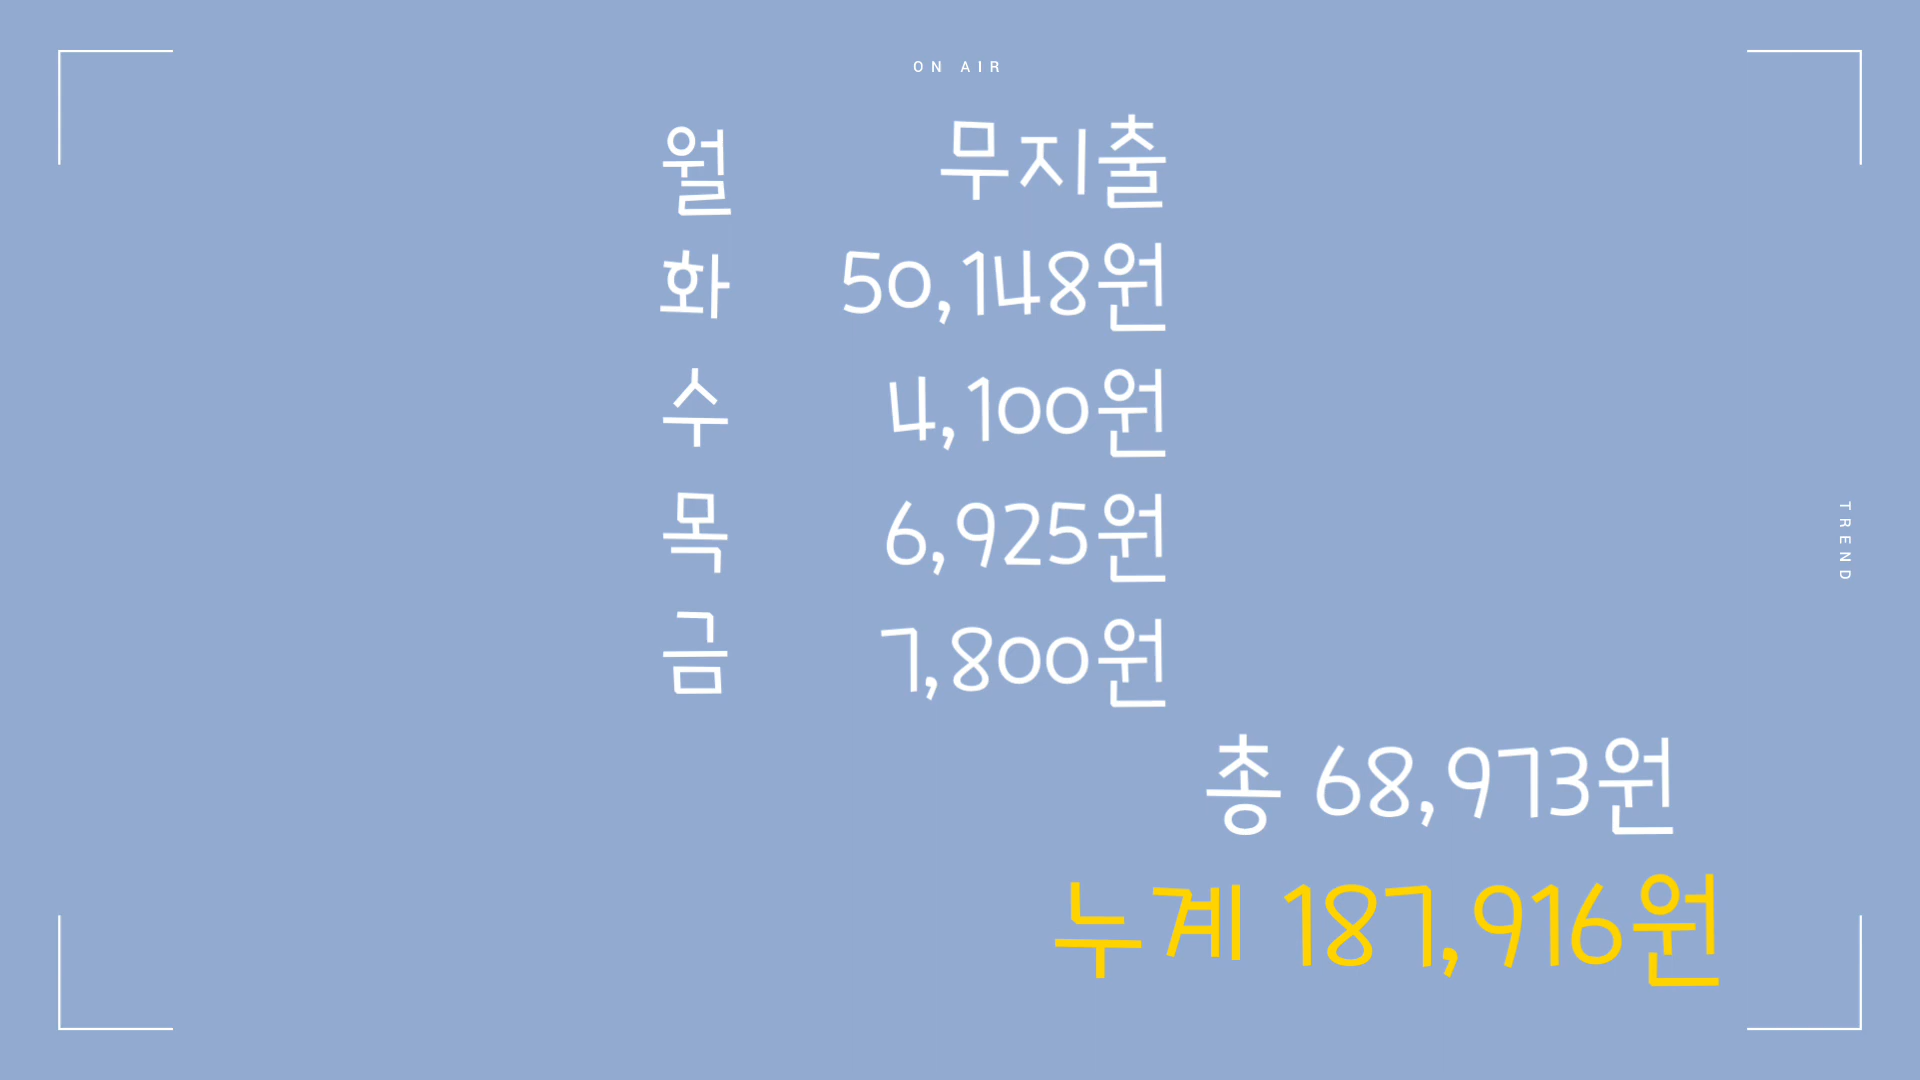 ON AIR
월 무지출
화 50,148원
수 4,100원
목 6,925원
금 7,800원
TREND
총 68,973원
누계 187,916원